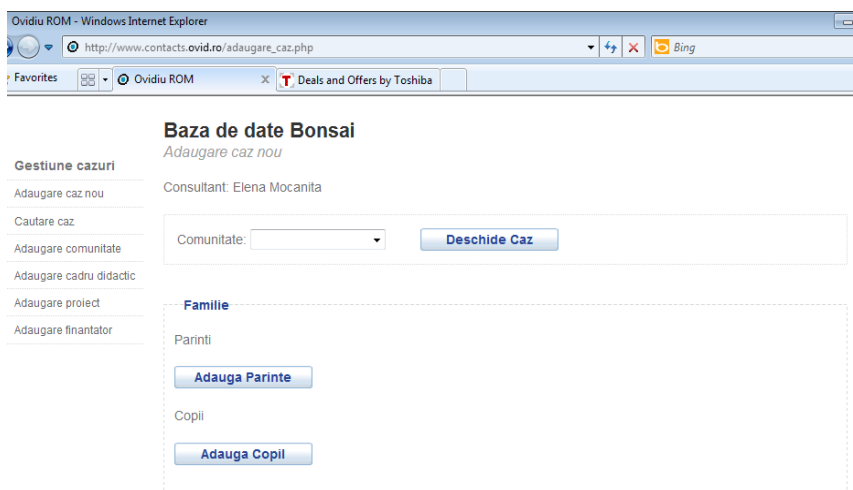 Ovidiu ROM - Windows Internet Explorer
http://www.contacts.ovid.ro/adaugare_caz.php
Bing
Favorites
Ovidiu ROM
Deals and Offers by Toshiba
Baza de date Bonsai
Adaugare caz nou
Gestiune cazuri
Adaugare caz nou
Cautare caz
Adaugare comunitate
Adaugare cadru didactic
Adaugare proiect
Adaugare finantator
Consultant: Elena Mocanita
Comunitate:
Deschide Caz
Familie
Parinti
Adauga Parinte
Copii
Adauga Copil